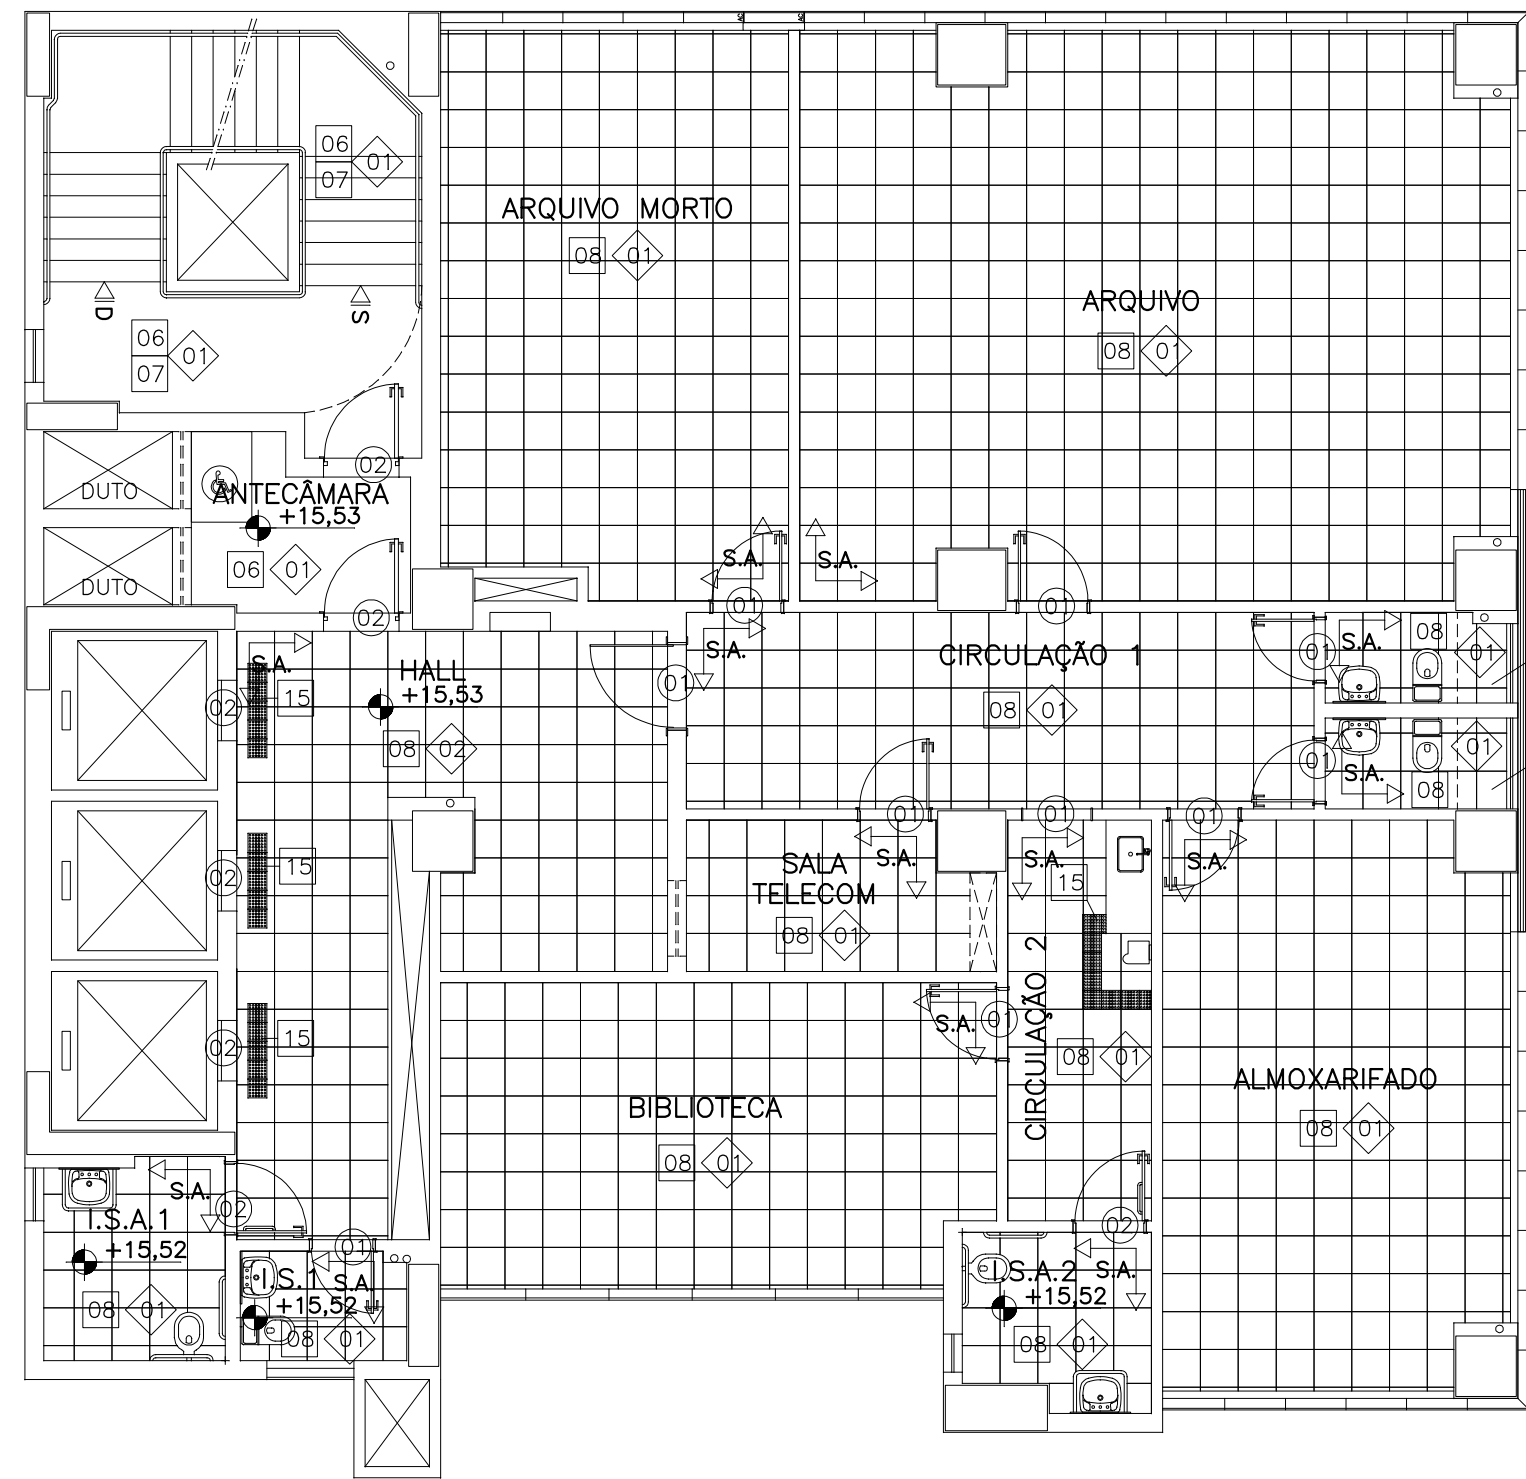 AC
AC
06
07
01
ARQUIVO MORTO
08
01
ARQUIVO
08
01
D
S
06
07
01
02
DUTO
ANTECÂMARA
+15,53
DUTO
06
01
02
S.A.
S.A.
01
01
S.A.
HALL
+15,53
15
02
08
02
01
S.A.
CIRCULAÇÃO 1
08
01
01
S.A.
08
01
01
S.A.
08
01
02
15
01
S.A.
SALA
TELECOM
08
01
01
S.A.
15
01
S.A.
02
15
S.A.
01
CIRCULAÇÃO 2
08
01
BIBLIOTECA
08
01
ALMOXARIFADO
08
01
S.A.
02
I.S.A.1
+15,52
08
01
01
I.S.1
S.A.
+15,52
08
01
02
I.S.A.2
S.A.
+15,52
08
01